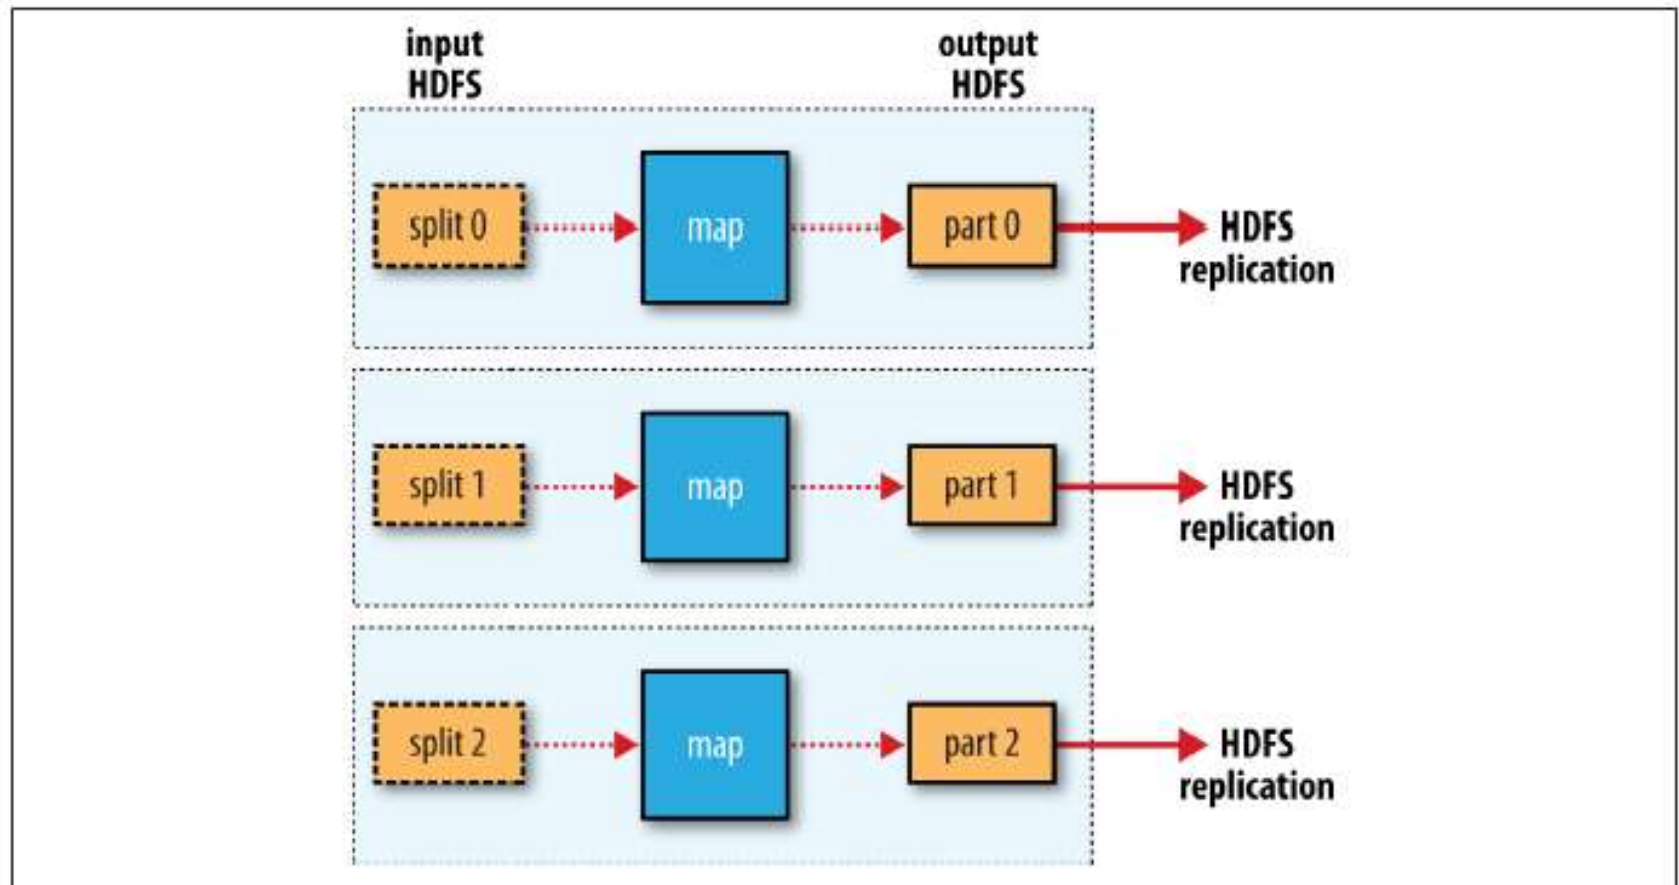 input
HDFS
output
HDFS
split 0
map
part 0
HDFS
replication
split 1
map
part 1
HDFS
replication
split 2
map
part 2
HDFS
replication